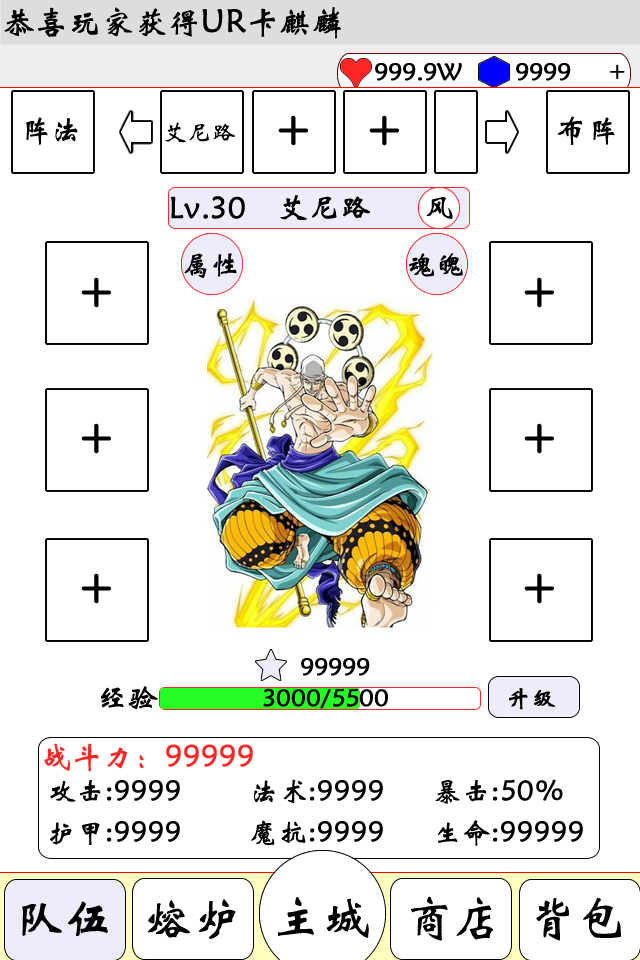 恭喜玩家获得UR卡麒麟
999.9W 9999 +
阵法 艾尼路 + + 布阵
Lv.30 艾尼路 风
属性 魂魄
+ +
+ +
+ +
99999
经验 3000/5500 升级
战斗力：99999
攻击:9999 法术:9999 暴击:50%
护甲:9999 魔抗:9999 生命:99999
队伍 熔炉 主城 商店 背包